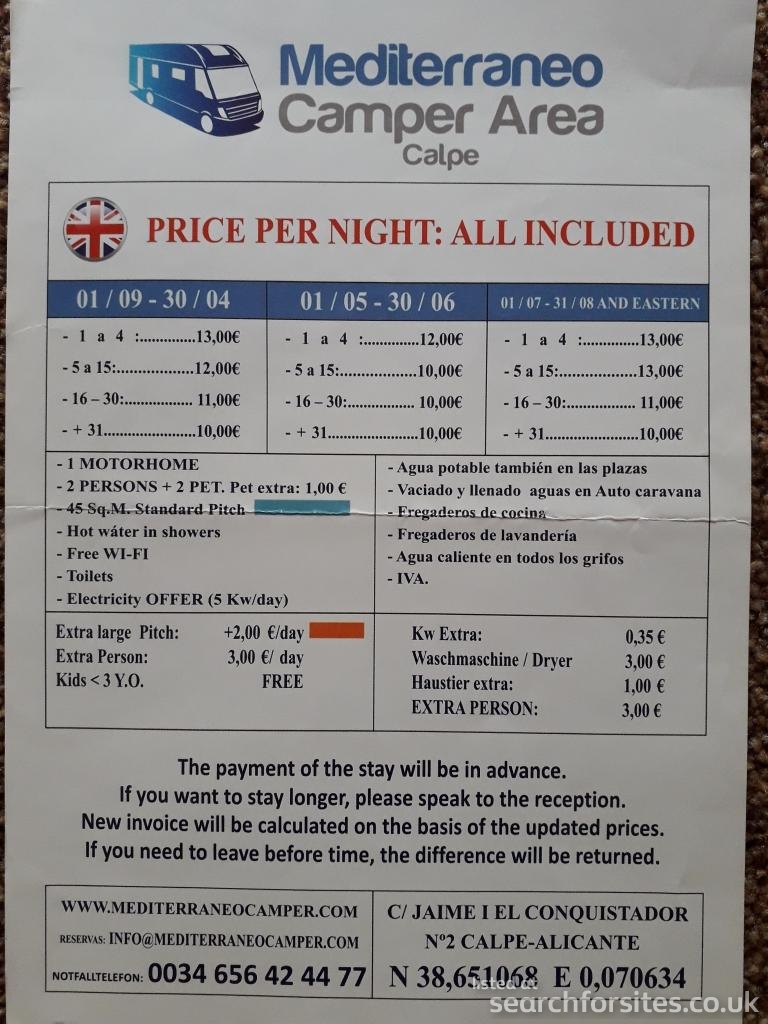 Mediterraneo
Camper Area
Calpe
PRICE PER NIGHT: ALL INCLUDED
01 / 09 - 30 / 04
- 1 a 4 :..............13,00€
- 5 a 15:...................12,00€
- 16 – 30:................. 11,00€
- + 31.......................10,00€
01 / 05 - 30 / 06
- 1 a 4 :..............12,00€
- 5 a 15:...................10,00€
- 16 – 30:................. 10,00€
- + 31.......................10,00€
01 / 07 - 31 / 08 AND EASTERN
- 1 a 4 :..............13,00€
- 5 a 15:...................13,00€
- 16 – 30:................. 11,00€
- + 31.......................10,00€
- 1 MOTORHOME
- 2 PERSONS + 2 PET. Pet extra: 1,00 €
- 45 Sq.M. Standard Pitch
- Hot wáter in showers
- Free WI-FI
- Toilets
- Electricity OFFER (5 Kw/day)
- Agua potable también en las plazas
- Vaciado y llenado aguas en Auto caravana
- Fregaderos de cocina
- Fregaderos de lavandería
- Agua caliente en todos los grifos
- IVA.
Extra large Pitch: +2,00 €/day
Extra Person: 3,00 €/ day
Kids < 3 Y.O. FREE
Kw Extra: 0,35 €
Waschmaschine / Dryer 3,00 €
Haustier extra: 1,00 €
EXTRA PERSON: 3,00 €
The payment of the stay will be in advance.
If you want to stay longer, please speak to the reception.
New invoice will be calculated on the basis of the updated prices.
If you need to leave before time, the difference will be returned.
WWW.MEDITERRANEOCAMPER.COM
RESERVAS: INFO@MEDITERRANEOCAMPER.COM
NOTFALLTELEFON: 0034 656 42 44 77
C/ JAIME I EL CONQUISTADOR
Nº2 CALPE-ALICANTE
N 38,651068 E 0,070634
listed at
searchforsites.co.uk